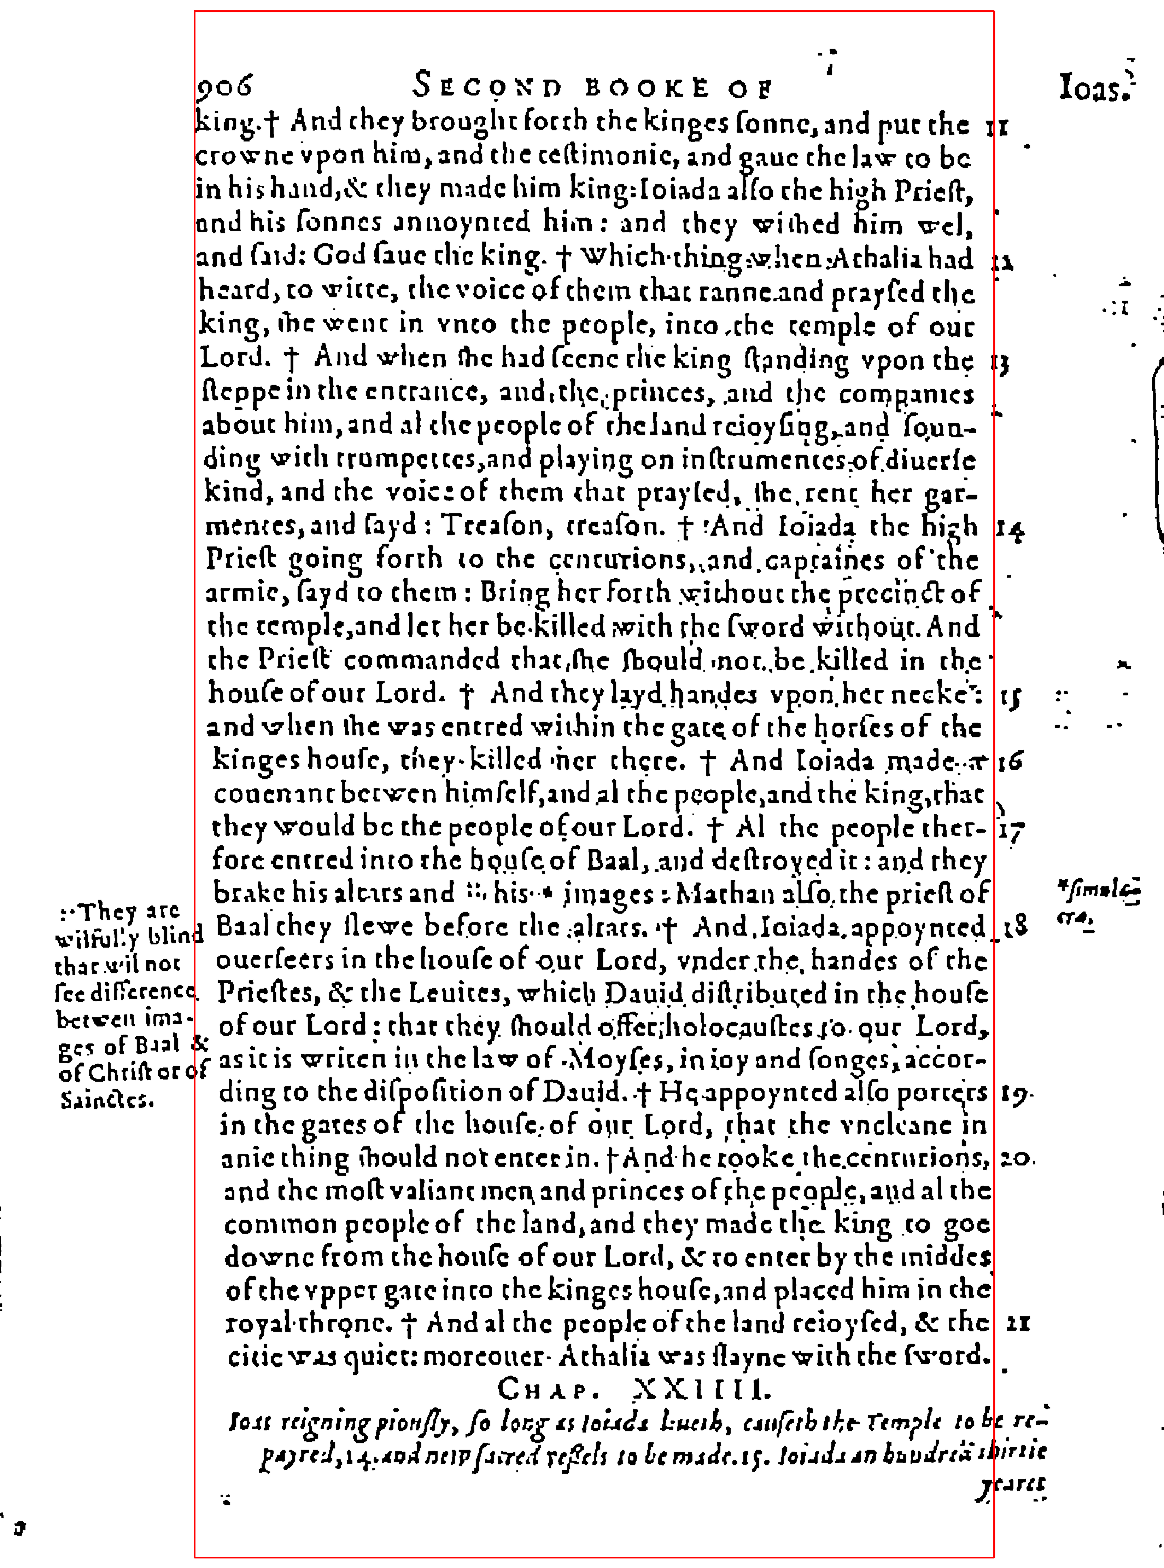 906 SECOND BOOKE OF Ioas.
king. † And they brought forth the kinges sonne, and put the 11
crowne vpon him, and the testimonie, and gaue the law to be
in his hand, & they made him king: Ioiada also the high Priest,
and his sonnes annoynted him: and they wished him wel,
and said: God saue the king. † Which thing when Athalia had 12
heard, to witte, the voice of them that ranne and praysed the
king, she went in vnto the people, into the temple of our
Lord. † And when she had seene the king standing vpon the 13
steppe in the entrance, and the princes, and the companies
about him, and al the people of the land reioysing, and soun-
ding with trumpettes, and playing on instrumentes of diuerse
kind, and the voice of them that praysed, she rent her gar-
mentes, and sayd: Treason, treason. † And Ioiada the high 14
Priest going forth to the centurions, and captaines of the
armie, sayd to them: Bring her forth without the precinct of
the temple, and let her be killed with the sword without. And
the Priest commanded that she should not be killed in the
house of our Lord. † And they layd handes vpon her necke: 15
and when she was entred within the gate of the horses of the
kinges house, they killed her there. † And Ioiada made a 16
couenant betwen himself, and al the people, and the king, that
they would be the people of our Lord. † Al the people ther- 17
fore entred into the house of Baal, and destroyed it: and they
brake his altars and :: his * images: Mathan also the priest of *simula-
cra.
::They are
wilfully blind
that wil not
see difference
betwen ima-
ges of Baal &
of Christ or of
Sainctes.
Baal they slewe before the altars. † And Ioiada appoynted 18
ouerseers in the house of our Lord, vnder the handes of the
Priestes, & the Leuites, which Dauid distributed in the house
of our Lord: that they should offer holocaustes to our Lord,
as it is writen in the law of Moyses, in ioy and songes, accor-
ding to the disposition of Dauid. † He appoynted also porters 19
in the gates of the house of our Lord, that the vncleane in
anie thing should not enter in. † And he tooke the centurions, 20.
and the most valiant men and princes of the people, and al the
common people of the land, and they made the king to goe
downe from the house of our Lord, & to enter by the middes
of the vpper gate into the kinges house, and placed him in the
royal throne. † And al the people of the land reioysed, & the 21
citie was quiet: moreouer Athalia was slayne with the sword.
CHAP. XXIIII.
Ioas reigning piously, so long as Ioiada liueth, causeth the Temple to be re-
payred, 14. and new sacred vessels to be made. 15. Ioiada an hundred thirtie
yeares